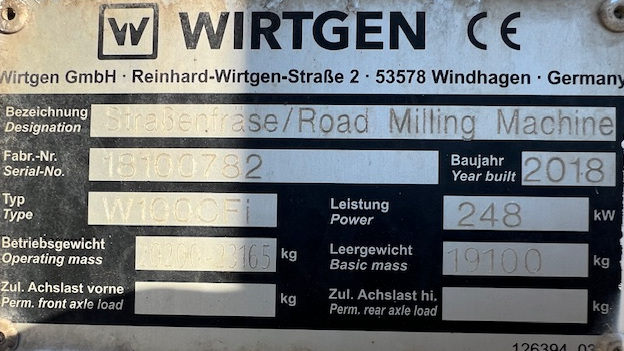 W WIRTGEN CE
Wirtgen GmbH · Reinhard-Wirtgen-Straße 2 · 53578 Windhagen · Germany
Bezeichnung
Designation
Straßenfräse/Road Milling Machine
Fabr.-Nr.
Serial-No.
18100782
Baujahr
Year built
2018
Typ
Type
W100CFi
Leistung
Power
248 kW
Betriebsgewicht
Operating mass
kg
Leergewicht
Basic mass
19100 kg
Zul. Achslast vorne
Perm. front axle load
kg
Zul. Achslast hi.
Perm. rear axle load
kg